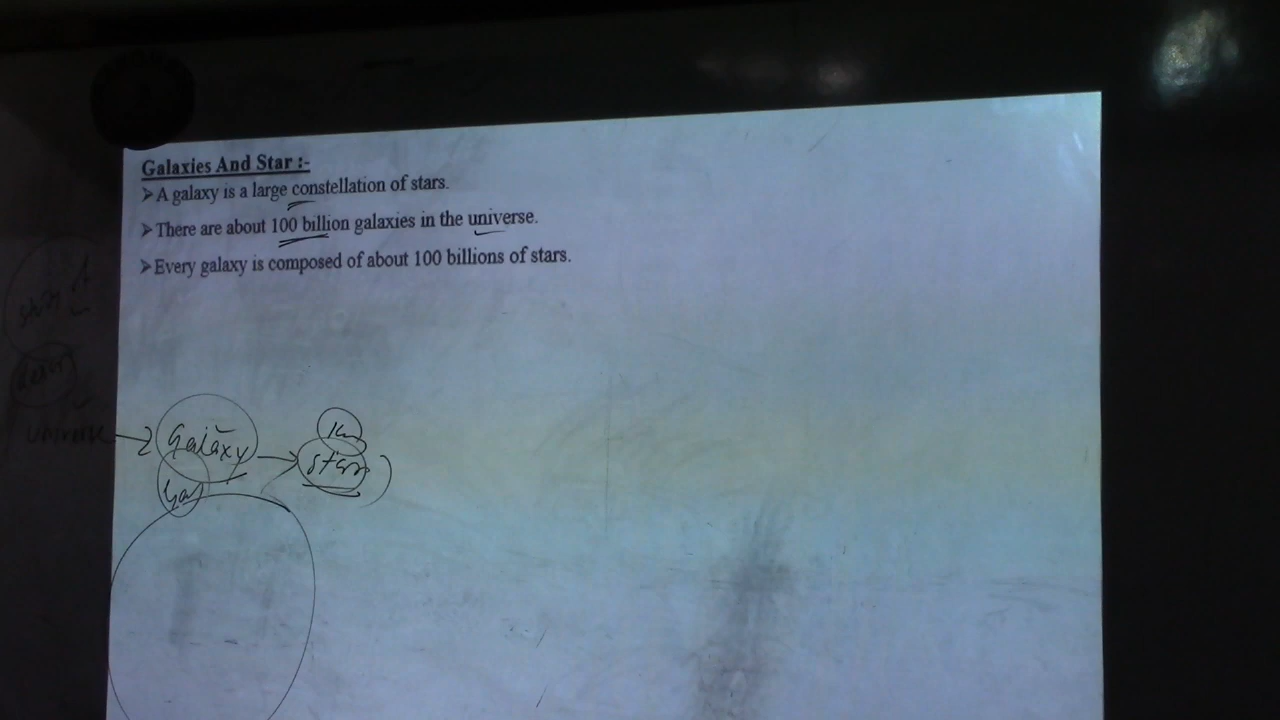 Galaxies And Star :-
➢A galaxy is a large constellation of stars.
➢There are about 100 billion galaxies in the universe.
➢Every galaxy is composed of about 100 billions of stars.
universe → Galaxy → star